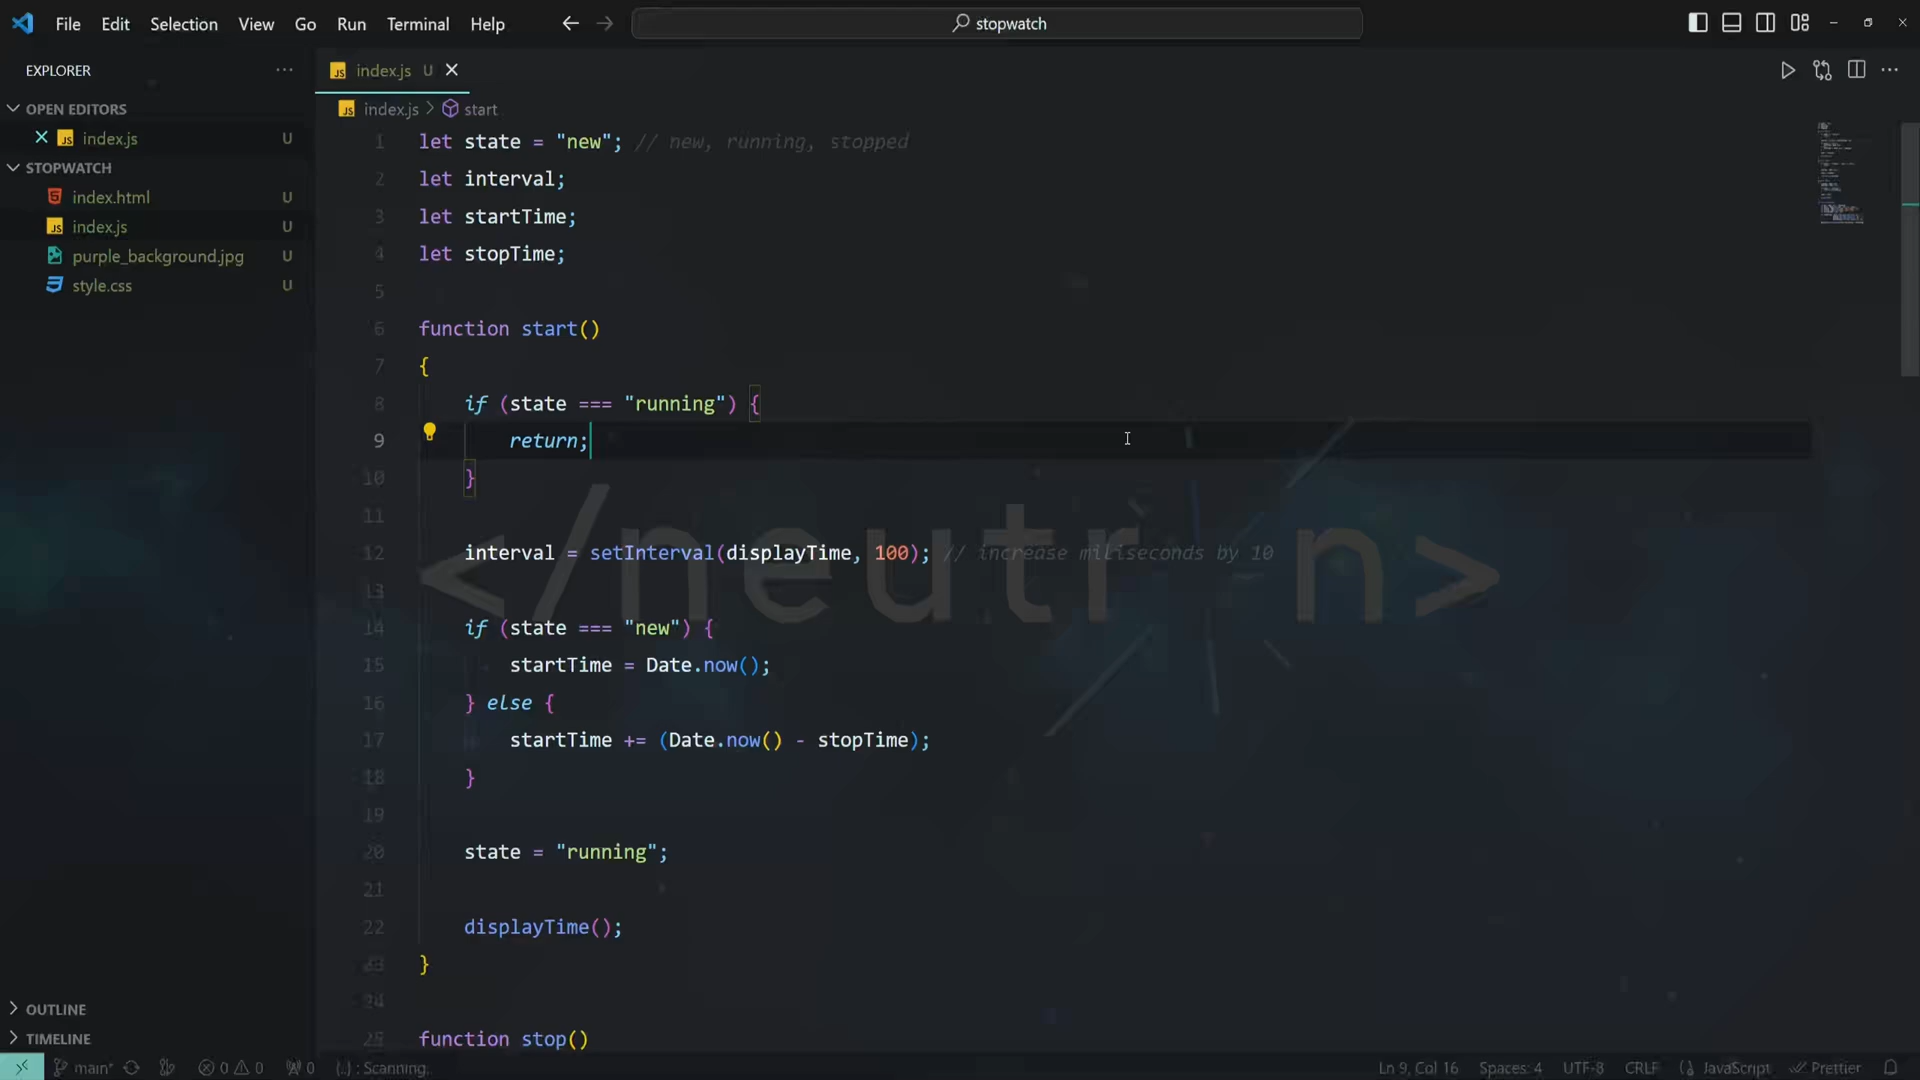 File Edit Selection View Go Run Terminal Help
stopwatch
EXPLORER
OPEN EDITORS
index.js U
STOPWATCH
index.html U
index.js U
purple_background.jpg U
style.css U
OUTLINE
TIMELINE
index.js U
index.js > start
1 let state = "new"; // new, running, stopped
2 let interval;
3 let startTime;
4 let stopTime;
5
6 function start()
7 {
8 if (state === "running") {
9 return;
10 }
11
12 interval = setInterval(displayTime, 100); // increase miliseconds by 10
13
14 if (state === "new") {
15 startTime = Date.now();
16 } else {
17 startTime += (Date.now() - stopTime);
18 }
19
20 state = "running";
21
22 displayTime();
23 }
24
25 function stop()
</neutr n>
main* 0 0 0 {..} : Scanning.. Ln 9, Col 16 Spaces: 4 UTF-8 CRLF JavaScript Prettier